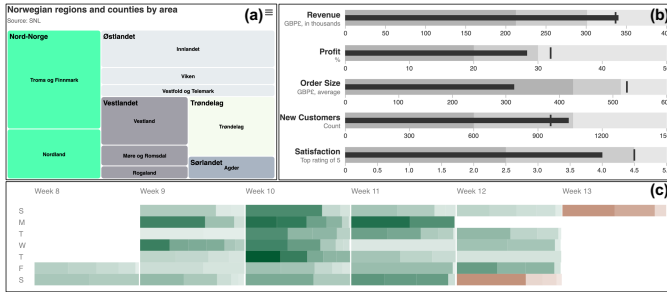 Norwegian regions and counties by area
Source: SNL
(a)
Nord-Norge
Troms og Finnmark
Nordland
Østlandet
Innlandet
Viken
Vestfold og Telemark
Vestlandet
Vestland
Møre og Romsdal
Rogaland
Trøndelag
Trøndelag
Sørlandet
Agder
(b)
Revenue
GBP£, in thousands
0 50 100 150 200 250 300 350 400
Profit
%
0 10 20 30 40 50
Order Size
GBP£, average
0 100 200 300 400 500 600
New Customers
Count
0 300 600 900 1200 1500
Satisfaction
Top rating of 5
0 0.5 1.0 1.5 2.0 2.5 3.0 3.5 4.0 4.5 5.0
(c)
Week 8 Week 9 Week 10 Week 11 Week 12 Week 13
S
M
T
W
T
F
S